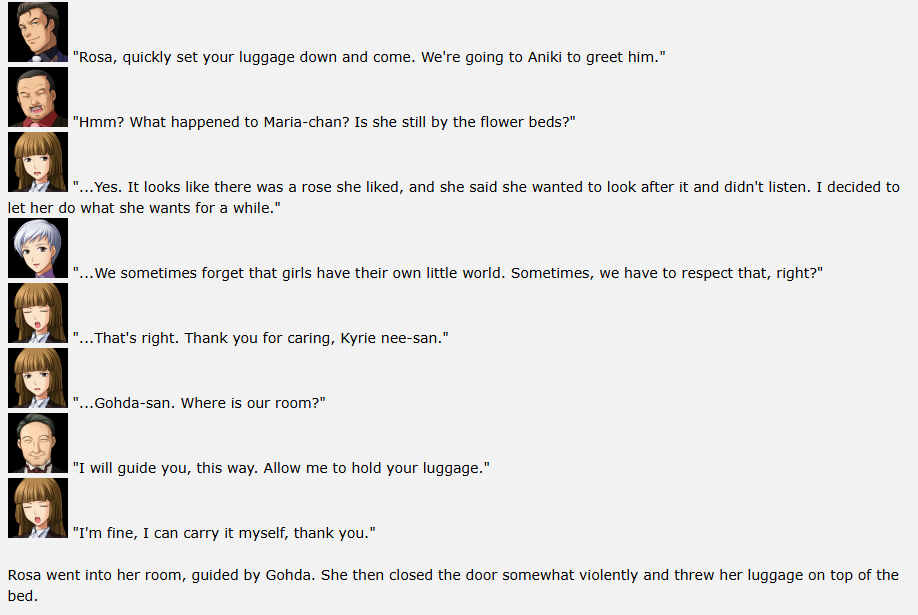 "Rosa, quickly set your luggage down and come. We're going to Aniki to greet him."
"Hmm? What happened to Maria-chan? Is she still by the flower beds?"
"...Yes. It looks like there was a rose she liked, and she said she wanted to look after it and didn't listen. I decided to
let her do what she wants for a while."
"...We sometimes forget that girls have their own little world. Sometimes, we have to respect that, right?"
"...That's right. Thank you for caring, Kyrie nee-san."
"...Gohda-san. Where is our room?"
"I will guide you, this way. Allow me to hold your luggage."
"I'm fine, I can carry it myself, thank you."
Rosa went into her room, guided by Gohda. She then closed the door somewhat violently and threw her luggage on top of the
bed.